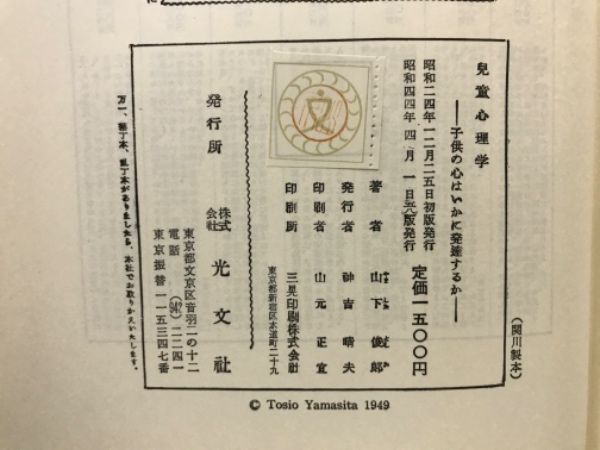 兒童心理学
――子供の心はいかに発達するか――
昭和二四年一二月二五日初版発行
昭和四四年四月一日
版発行
定価一五〇〇円
著者 山下俊郎
発行者 神吉晴夫
印刷者 山元正宜
印刷所 三晃印刷株式会社
東京都新宿区水道町二十九
発行所 株式会社 光文社
東京都文京区音羽二の十二
電話 二二四一
東京振替一一五三四七番
万一、落丁本、乱丁本がありましたら、本社でお取りかえいたします。
(関川製本)
© Tosio Yamasita 1949